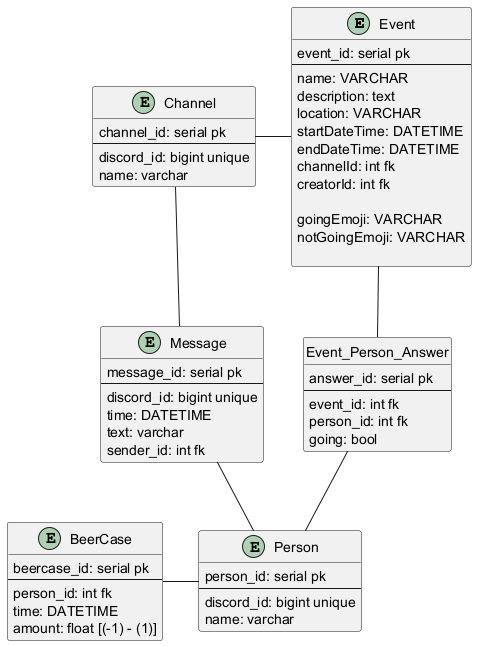 E Event
event_id: serial pk
name: VARCHAR
description: text
location: VARCHAR
startDateTime: DATETIME
endDateTime: DATETIME
channelId: int fk
creatorId: int fk
goingEmoji: VARCHAR
notGoingEmoji: VARCHAR
E Channel
channel_id: serial pk
discord_id: bigint unique
name: varchar
E Message
message_id: serial pk
discord_id: bigint unique
time: DATETIME
text: varchar
sender_id: int fk
Event_Person_Answer
answer_id: serial pk
event_id: int fk
person_id: int fk
going: bool
E BeerCase
beercase_id: serial pk
person_id: int fk
time: DATETIME
amount: float [(-1) - (1)]
E Person
person_id: serial pk
discord_id: bigint unique
name: varchar